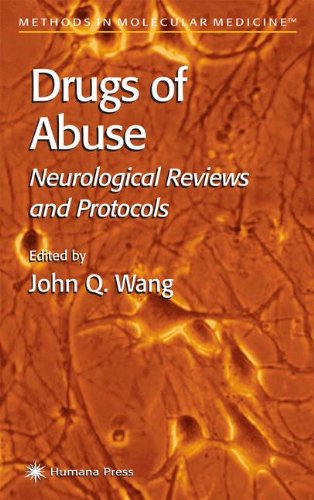 METHODS IN MOLECULAR MEDICINE™
Drugs of
Abuse
Neurological Reviews
and Protocols
Edited by
John Q. Wang
Humana Press